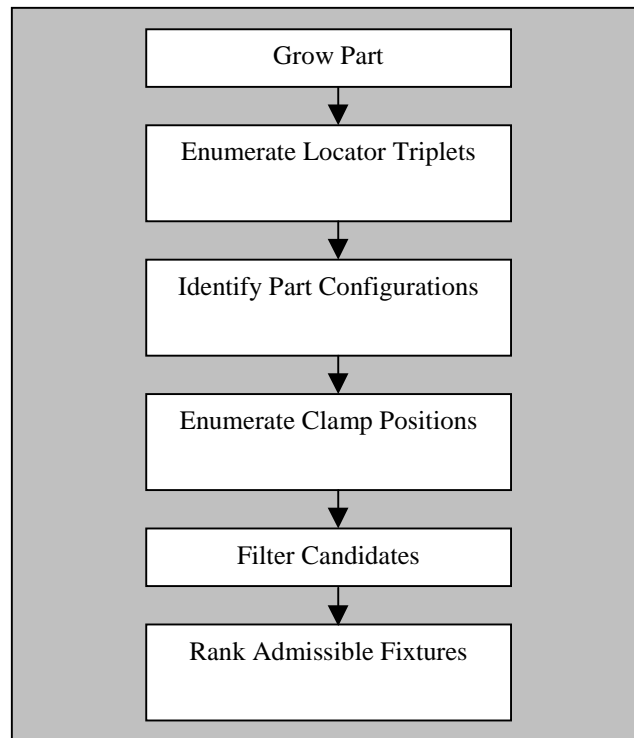 Grow Part
Enumerate Locator Triplets
Identify Part Configurations
Enumerate Clamp Positions
Filter Candidates
Rank Admissible Fixtures